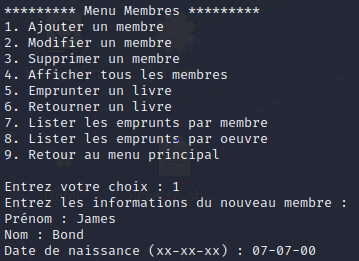 ********* Menu Membres *********
1. Ajouter un membre
2. Modifier un membre
3. Supprimer un membre
4. Afficher tous les membres
5. Emprunter un livre
6. Retourner un livre
7. Lister les emprunts par membre
8. Lister les emprunts par oeuvre
9. Retour au menu principal
Entrez votre choix : 1
Entrez les informations du nouveau membre :
Prénom : James
Nom : Bond
Date de naissance (xx-xx-xx) : 07-07-00